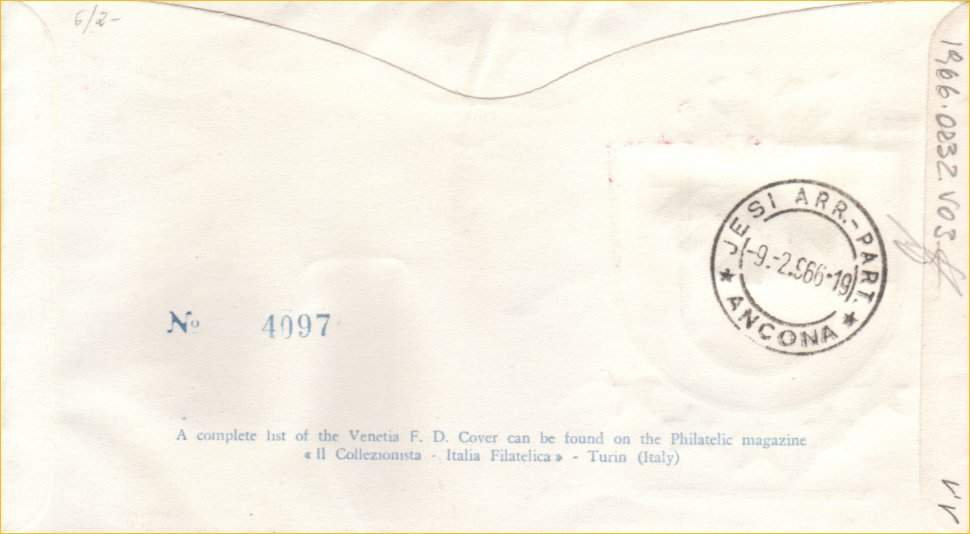 6/2-
1966.0232.V03
JESI ARR.-PART.
-9.-2.966-19
★ ANCONA ★
No 4097
A complete list of the Venetia F. D. Cover can be found on the Philatelic magazine
« Il Collezionista - Italia Filatelica » - Turin (Italy)
VV